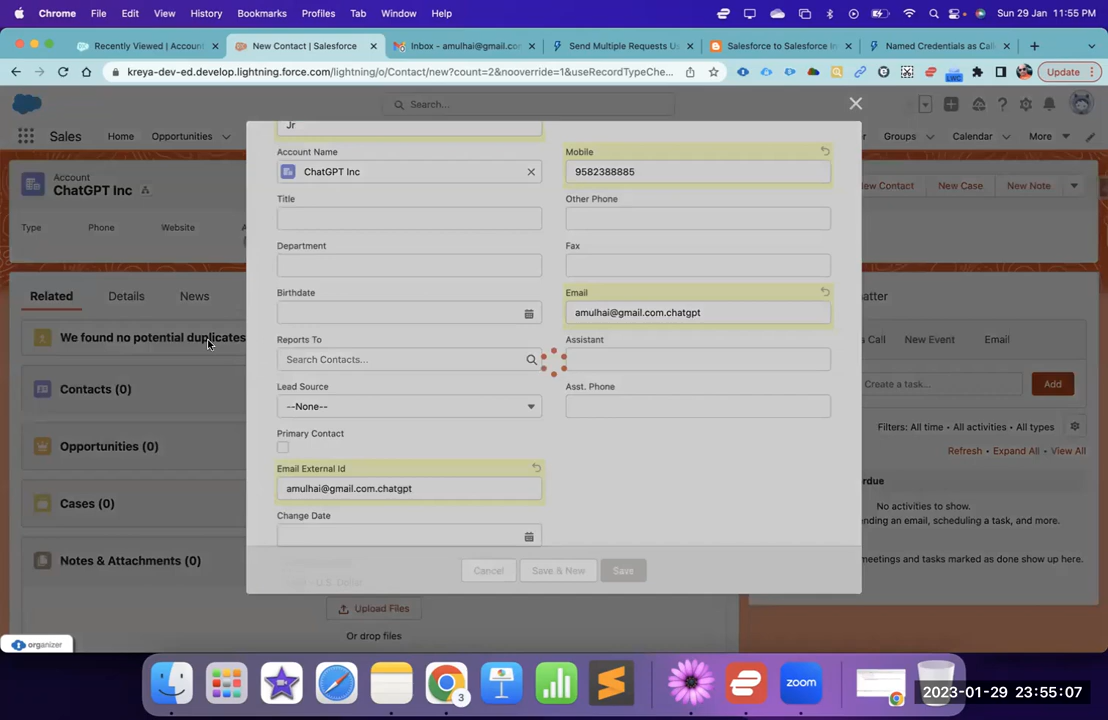 Chrome File Edit View History Bookmarks Profiles Tab Window Help Sun 29 Jan 11:55 PM
Recently Viewed | Account New Contact | Salesforce Inbox - amulhai@gmail.co Send Multiple Requests U Salesforce to Salesforce In Named Credentials as Cal
kreya-dev-ed.develop.lightning.force.com/lightning/o/Contact/new?count=2&nooverride=1&useRecordTypeChe... LWC Update
Search...
Sales Home Opportunities Groups Calendar More
Jr
Account
ChatGPT Inc
ew Contact New Case New Note
Type Phone Website
Account Name
ChatGPT Inc
Mobile
9582388885
Title
Other Phone
Department
Fax
Birthdate
Email
amulhai@gmail.com.chatgpt
Reports To
Search Contacts...
Assistant
Lead Source
--None--
Asst. Phone
Primary Contact
Email External Id
amulhai@gmail.com.chatgpt
Change Date
Cancel Save & New Save
Related Details News
We found no potential duplicates
Contacts (0)
Opportunities (0)
Cases (0)
Notes & Attachments (0)
U.S. Dollar
Upload Files
Or drop files
atter
Call New Event Email
Create a task... Add
Filters: All time • All activities • All types
Refresh • Expand All • View All
rdue
No activities to show.
ending an email, scheduling a task, and more.
meetings and tasks marked as done show up here.
organizer
3
zoom
2023-01-29 23:55:07